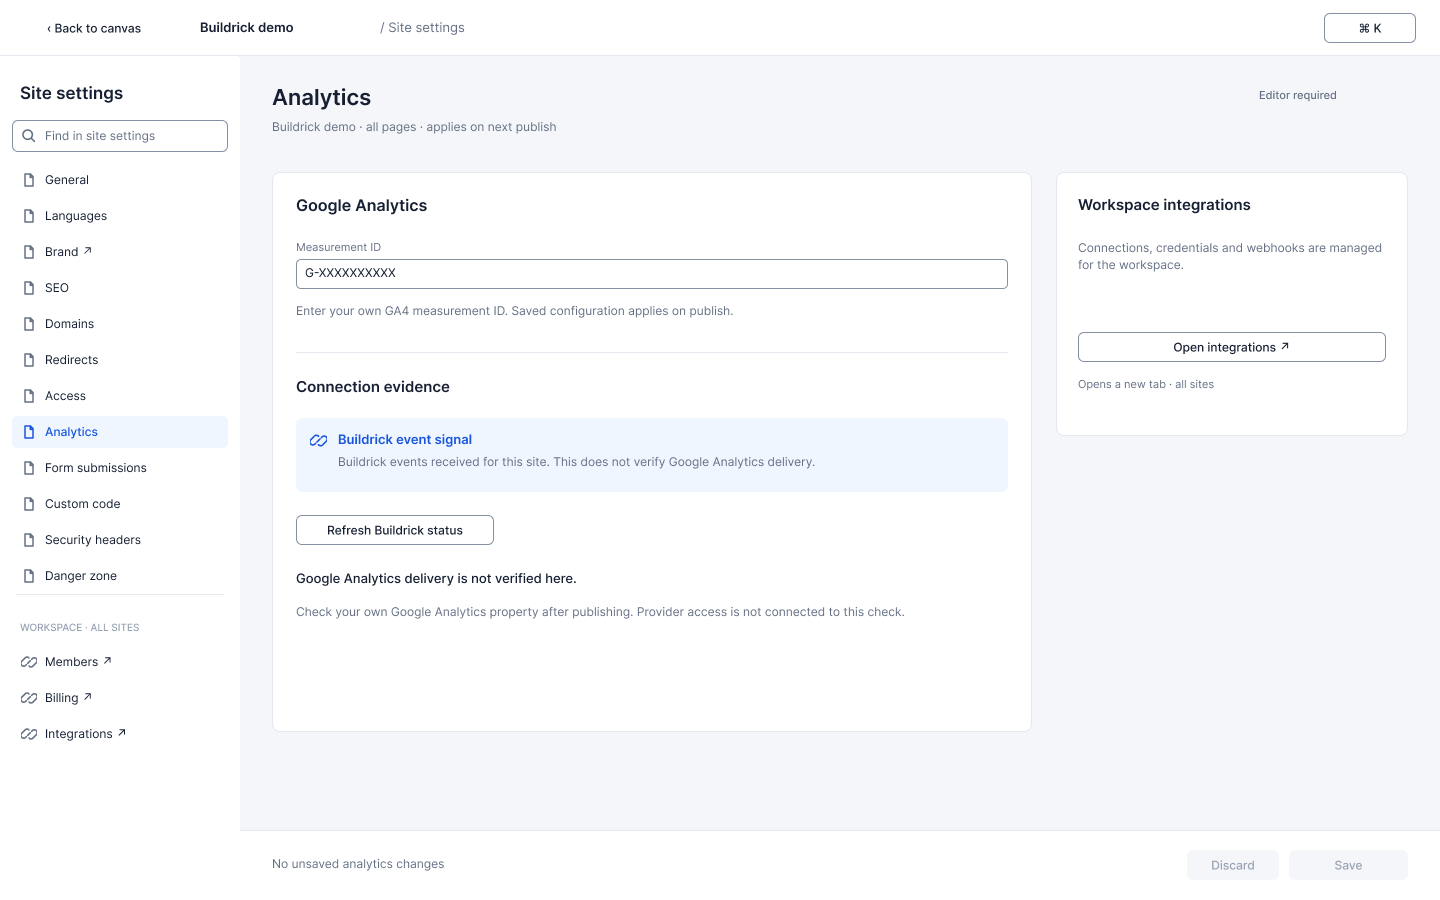 ‹ Back to canvas
Buildrick demo
/ Site settings
⌘ K
Site settings
Find in site settings
General
Languages
Brand ↗
SEO
Domains
Redirects
Access
Analytics
Form submissions
Custom code
Security headers
Danger zone
WORKSPACE · ALL SITES
Members ↗
Billing ↗
Integrations ↗
Analytics
Editor required
Buildrick demo · all pages · applies on next publish
Google Analytics
Measurement ID
G-XXXXXXXXXX
Enter your own GA4 measurement ID. Saved configuration applies on publish.
Connection evidence
Buildrick event signal
Buildrick events received for this site. This does not verify Google Analytics delivery.
Refresh Buildrick status
Google Analytics delivery is not verified here.
Check your own Google Analytics property after publishing. Provider access is not connected to this check.
Workspace integrations
Connections, credentials and webhooks are managed
for the workspace.
Open integrations ↗
Opens a new tab · all sites
No unsaved analytics changes
Discard
Save